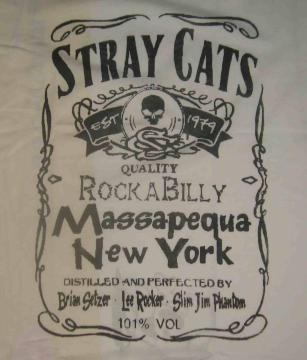 STRAY CATS
EST 1979
QUALITY
ROCKABILLY
Massapequa
New York
DISTILLED AND PERFECTED BY
Brian Setzer · Lee Rocker · Slim Jim Phantom
101% VOL